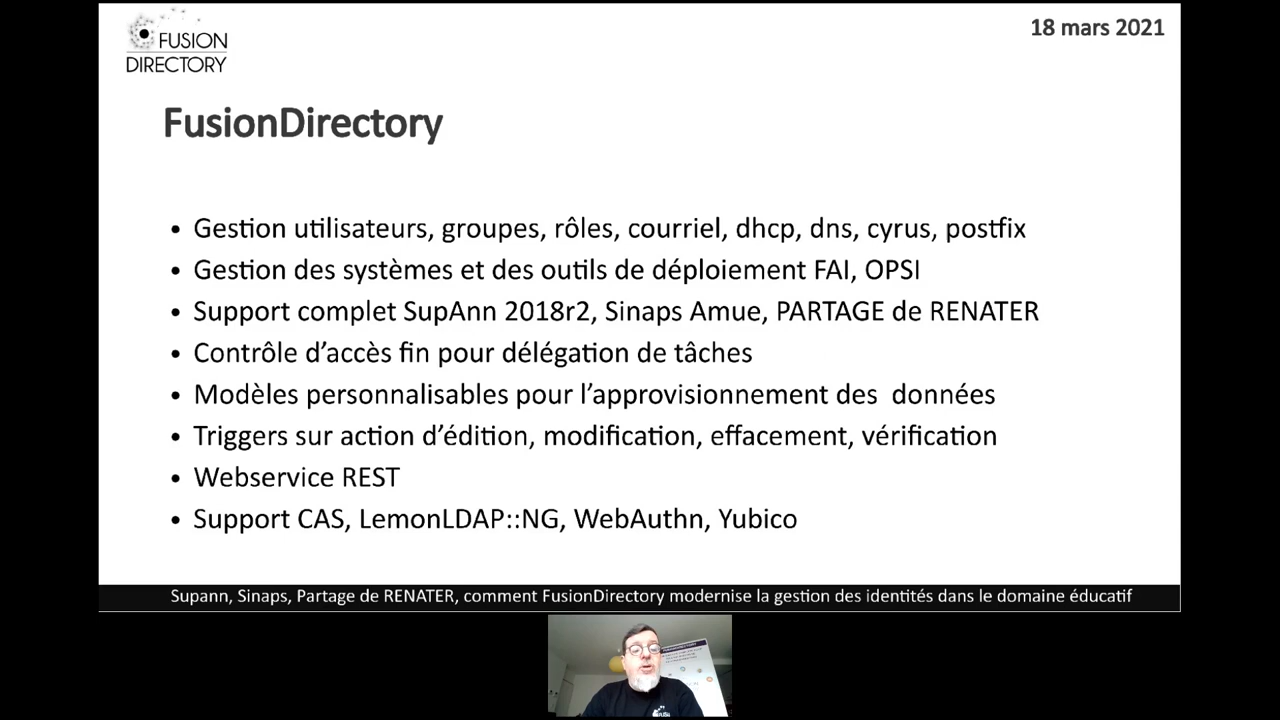 FUSION
DIRECTORY
18 mars 2021
FusionDirectory
• Gestion utilisateurs, groupes, rôles, courriel, dhcp, dns, cyrus, postfix
• Gestion des systèmes et des outils de déploiement FAI, OPSI
• Support complet SupAnn 2018r2, Sinaps Amue, PARTAGE de RENATER
• Contrôle d’accès fin pour délégation de tâches
• Modèles personnalisables pour l’approvisionnement des  données
• Triggers sur action d’édition, modification, effacement, vérification
• Webservice REST
• Support CAS, LemonLDAP::NG, WebAuthn, Yubico
Supann, Sinaps, Partage de RENATER, comment FusionDirectory modernise la gestion des identités dans le domaine éducatif